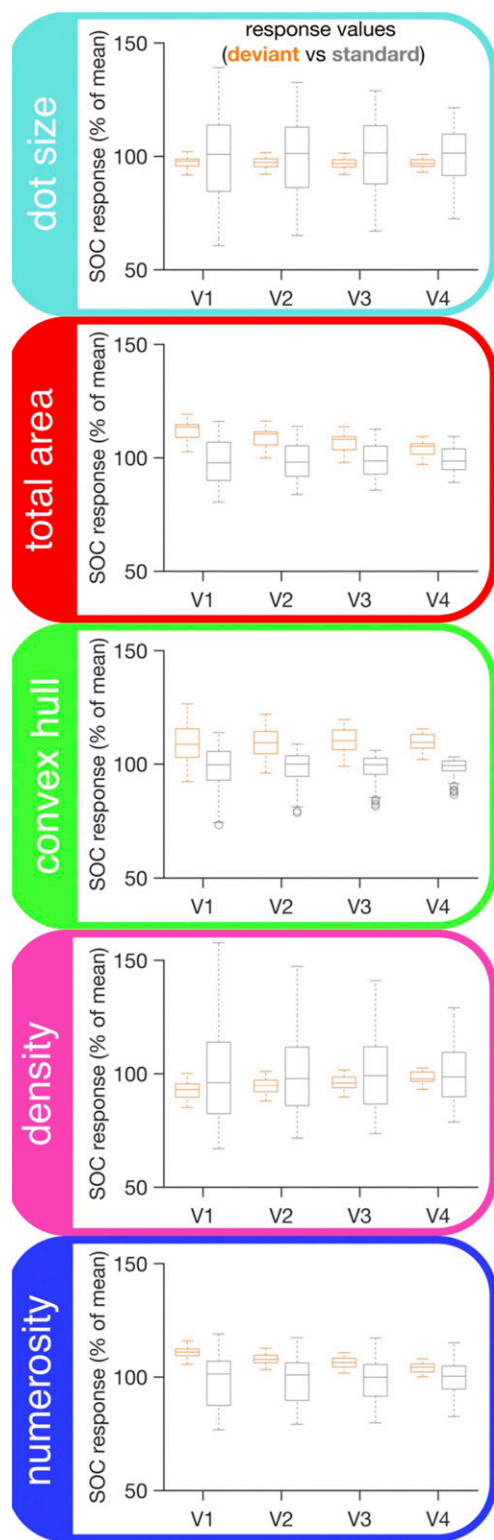 response values
(deviant vs standard)
dot size
SOC response (% of mean)
150
100
50
V1 V2 V3 V4
total area
SOC response (% of mean)
150
100
50
V1 V2 V3 V4
convex hull
SOC response (% of mean)
150
100
50
V1 V2 V3 V4
density
SOC response (% of mean)
150
100
50
V1 V2 V3 V4
numerosity
SOC response (% of mean)
150
100
50
V1 V2 V3 V4